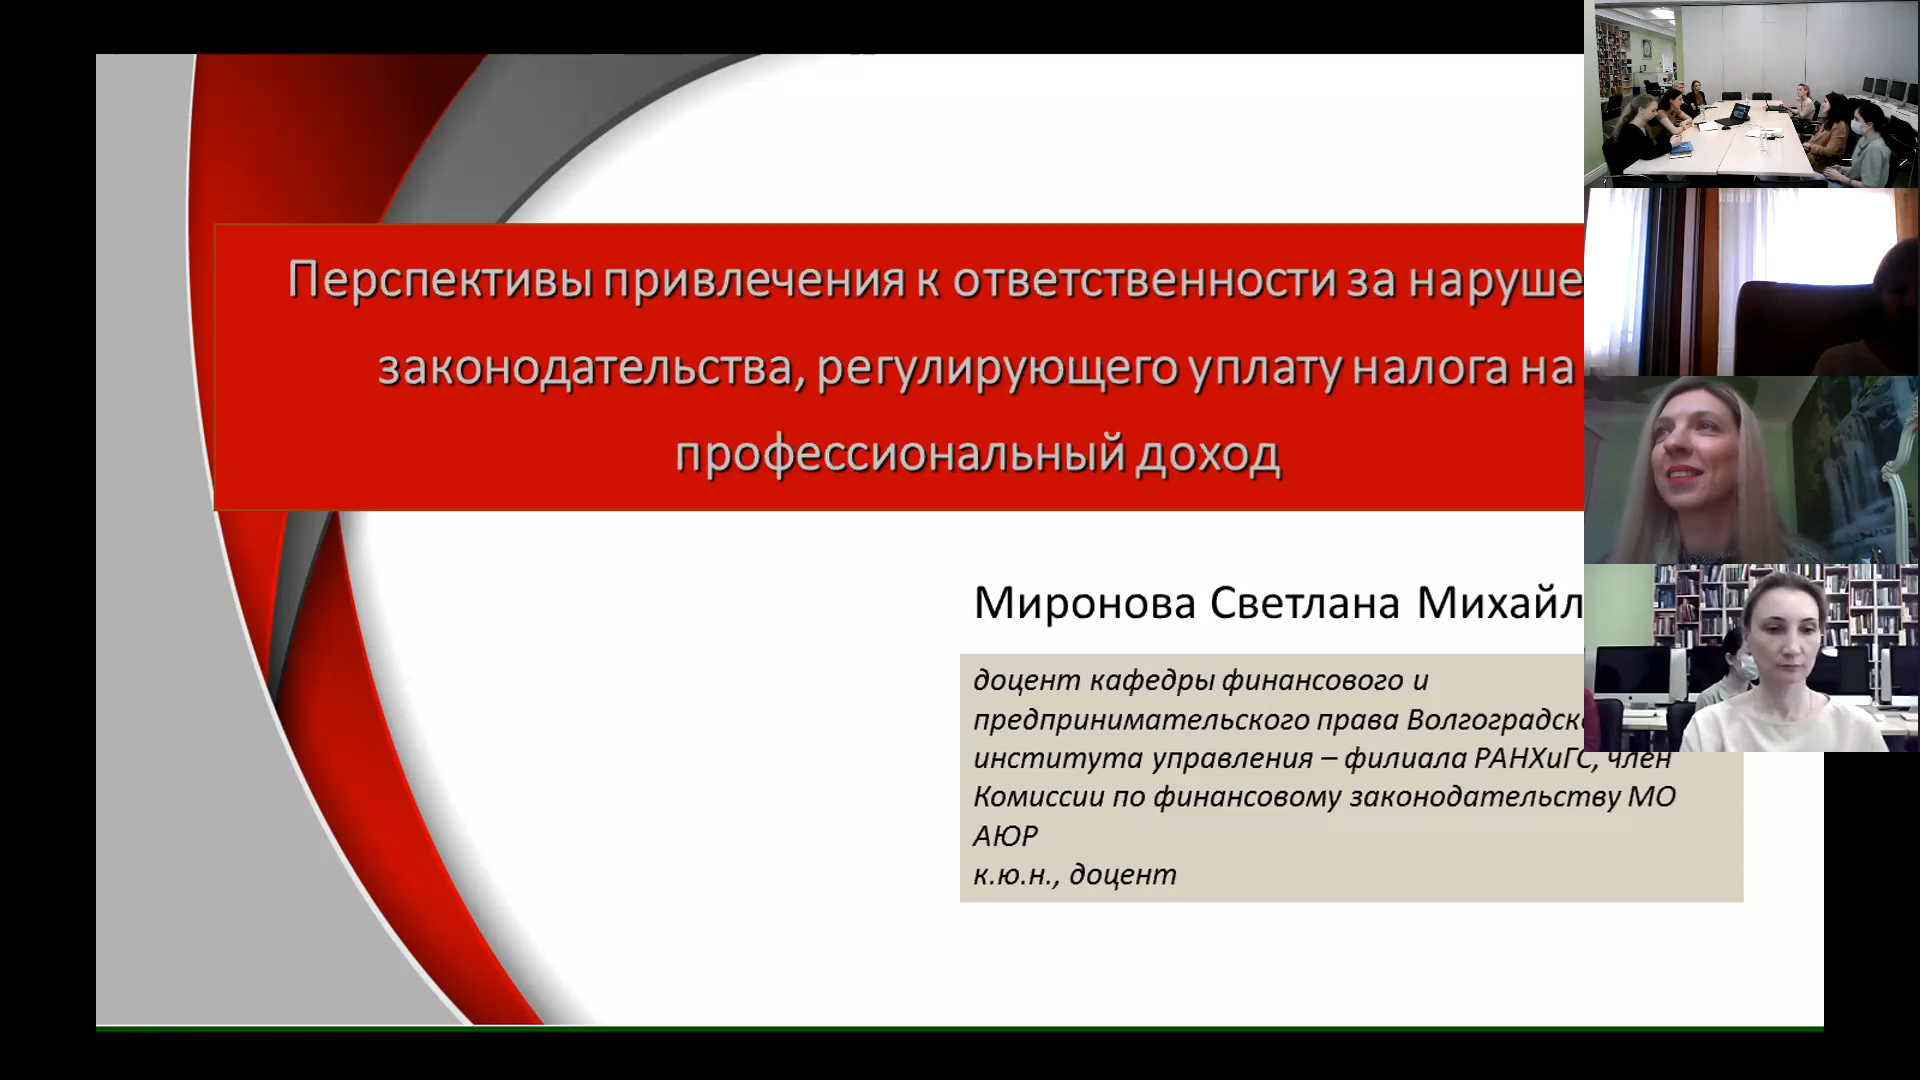 Перспективы привлечения к ответственности за наруше
законодательства, регулирующего уплату налога на
профессиональный доход
Миронова Светлана Михайл
доцент кафедры финансового и
предпринимательского права Волгоградск
института управления – филиала РАНХиГС, член
Комиссии по финансовому законодательству МО
АЮР
к.ю.н., доцент